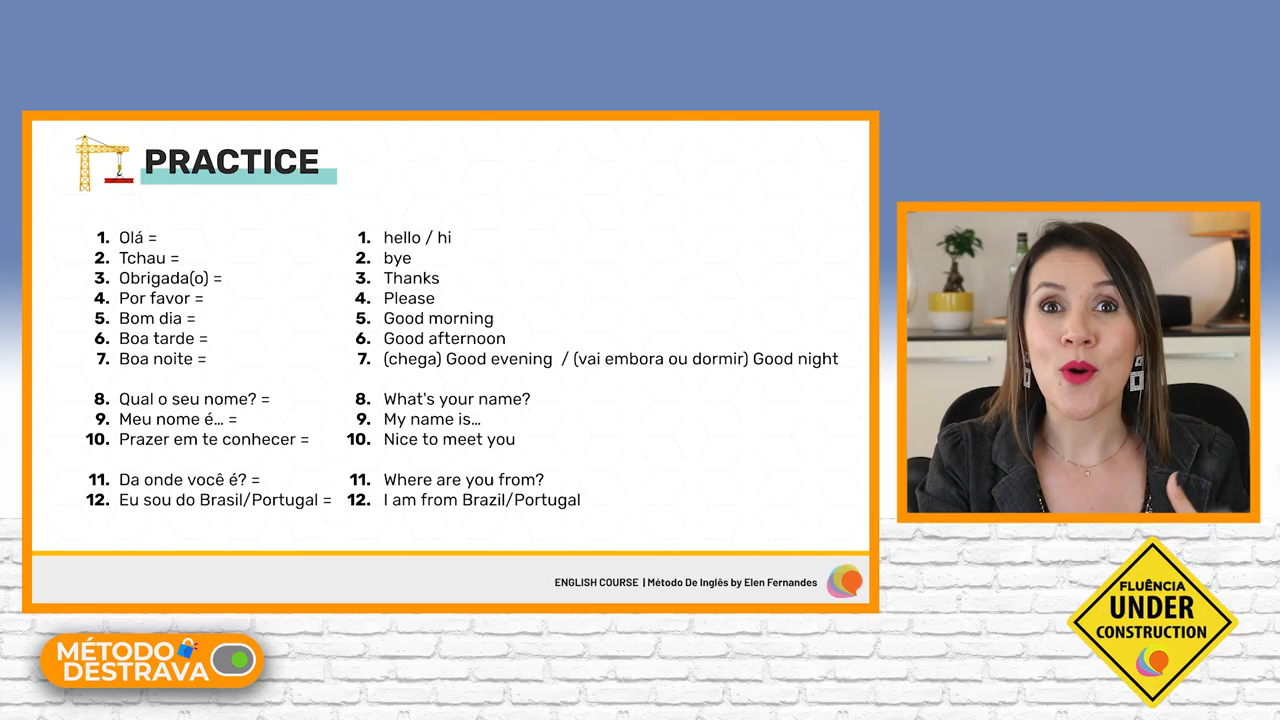 PRACTICE
1. Olá =
2. Tchau =
3. Obrigada(o) =
4. Por favor =
5. Bom dia =
6. Boa tarde =
7. Boa noite =
8. Qual o seu nome? =
9. Meu nome é... =
10. Prazer em te conhecer =
11. Da onde você é? =
12. Eu sou do Brasil/Portugal =
1. hello / hi
2. bye
3. Thanks
4. Please
5. Good morning
6. Good afternoon
7. (chega) Good evening / (vai embora ou dormir) Good night
8. What's your name?
9. My name is...
10. Nice to meet you
11. Where are you from?
12. I am from Brazil/Portugal
ENGLISH COURSE | Método De Inglês by Elen Fernandes
MÉTODO
DESTRAVA
FLUÊNCIA
UNDER
CONSTRUCTION